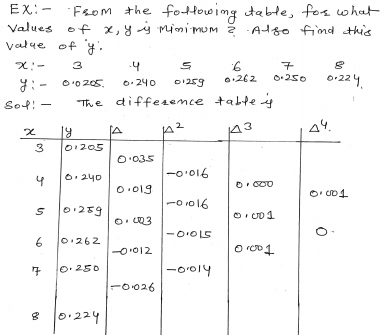 Ex:- From the following table, for what
values of x, y is minimum? Also find this
value of 'y'.
x:- 3 4 5 6 7 8
y:- 0.0205. 0.240 0.259 0.262 0.250 0.224,
Sol:- The difference table is
x y Δ Δ2 Δ3 Δ4.
3 0.205
0.035
4 0.240 -0.016
0.019 0.000
5 0.259 -0.016 0.001
0.003 0.001
6 0.262 -0.015 0.
-0.012 0.001
7 0.250 -0.014
-0.026
8 0.224